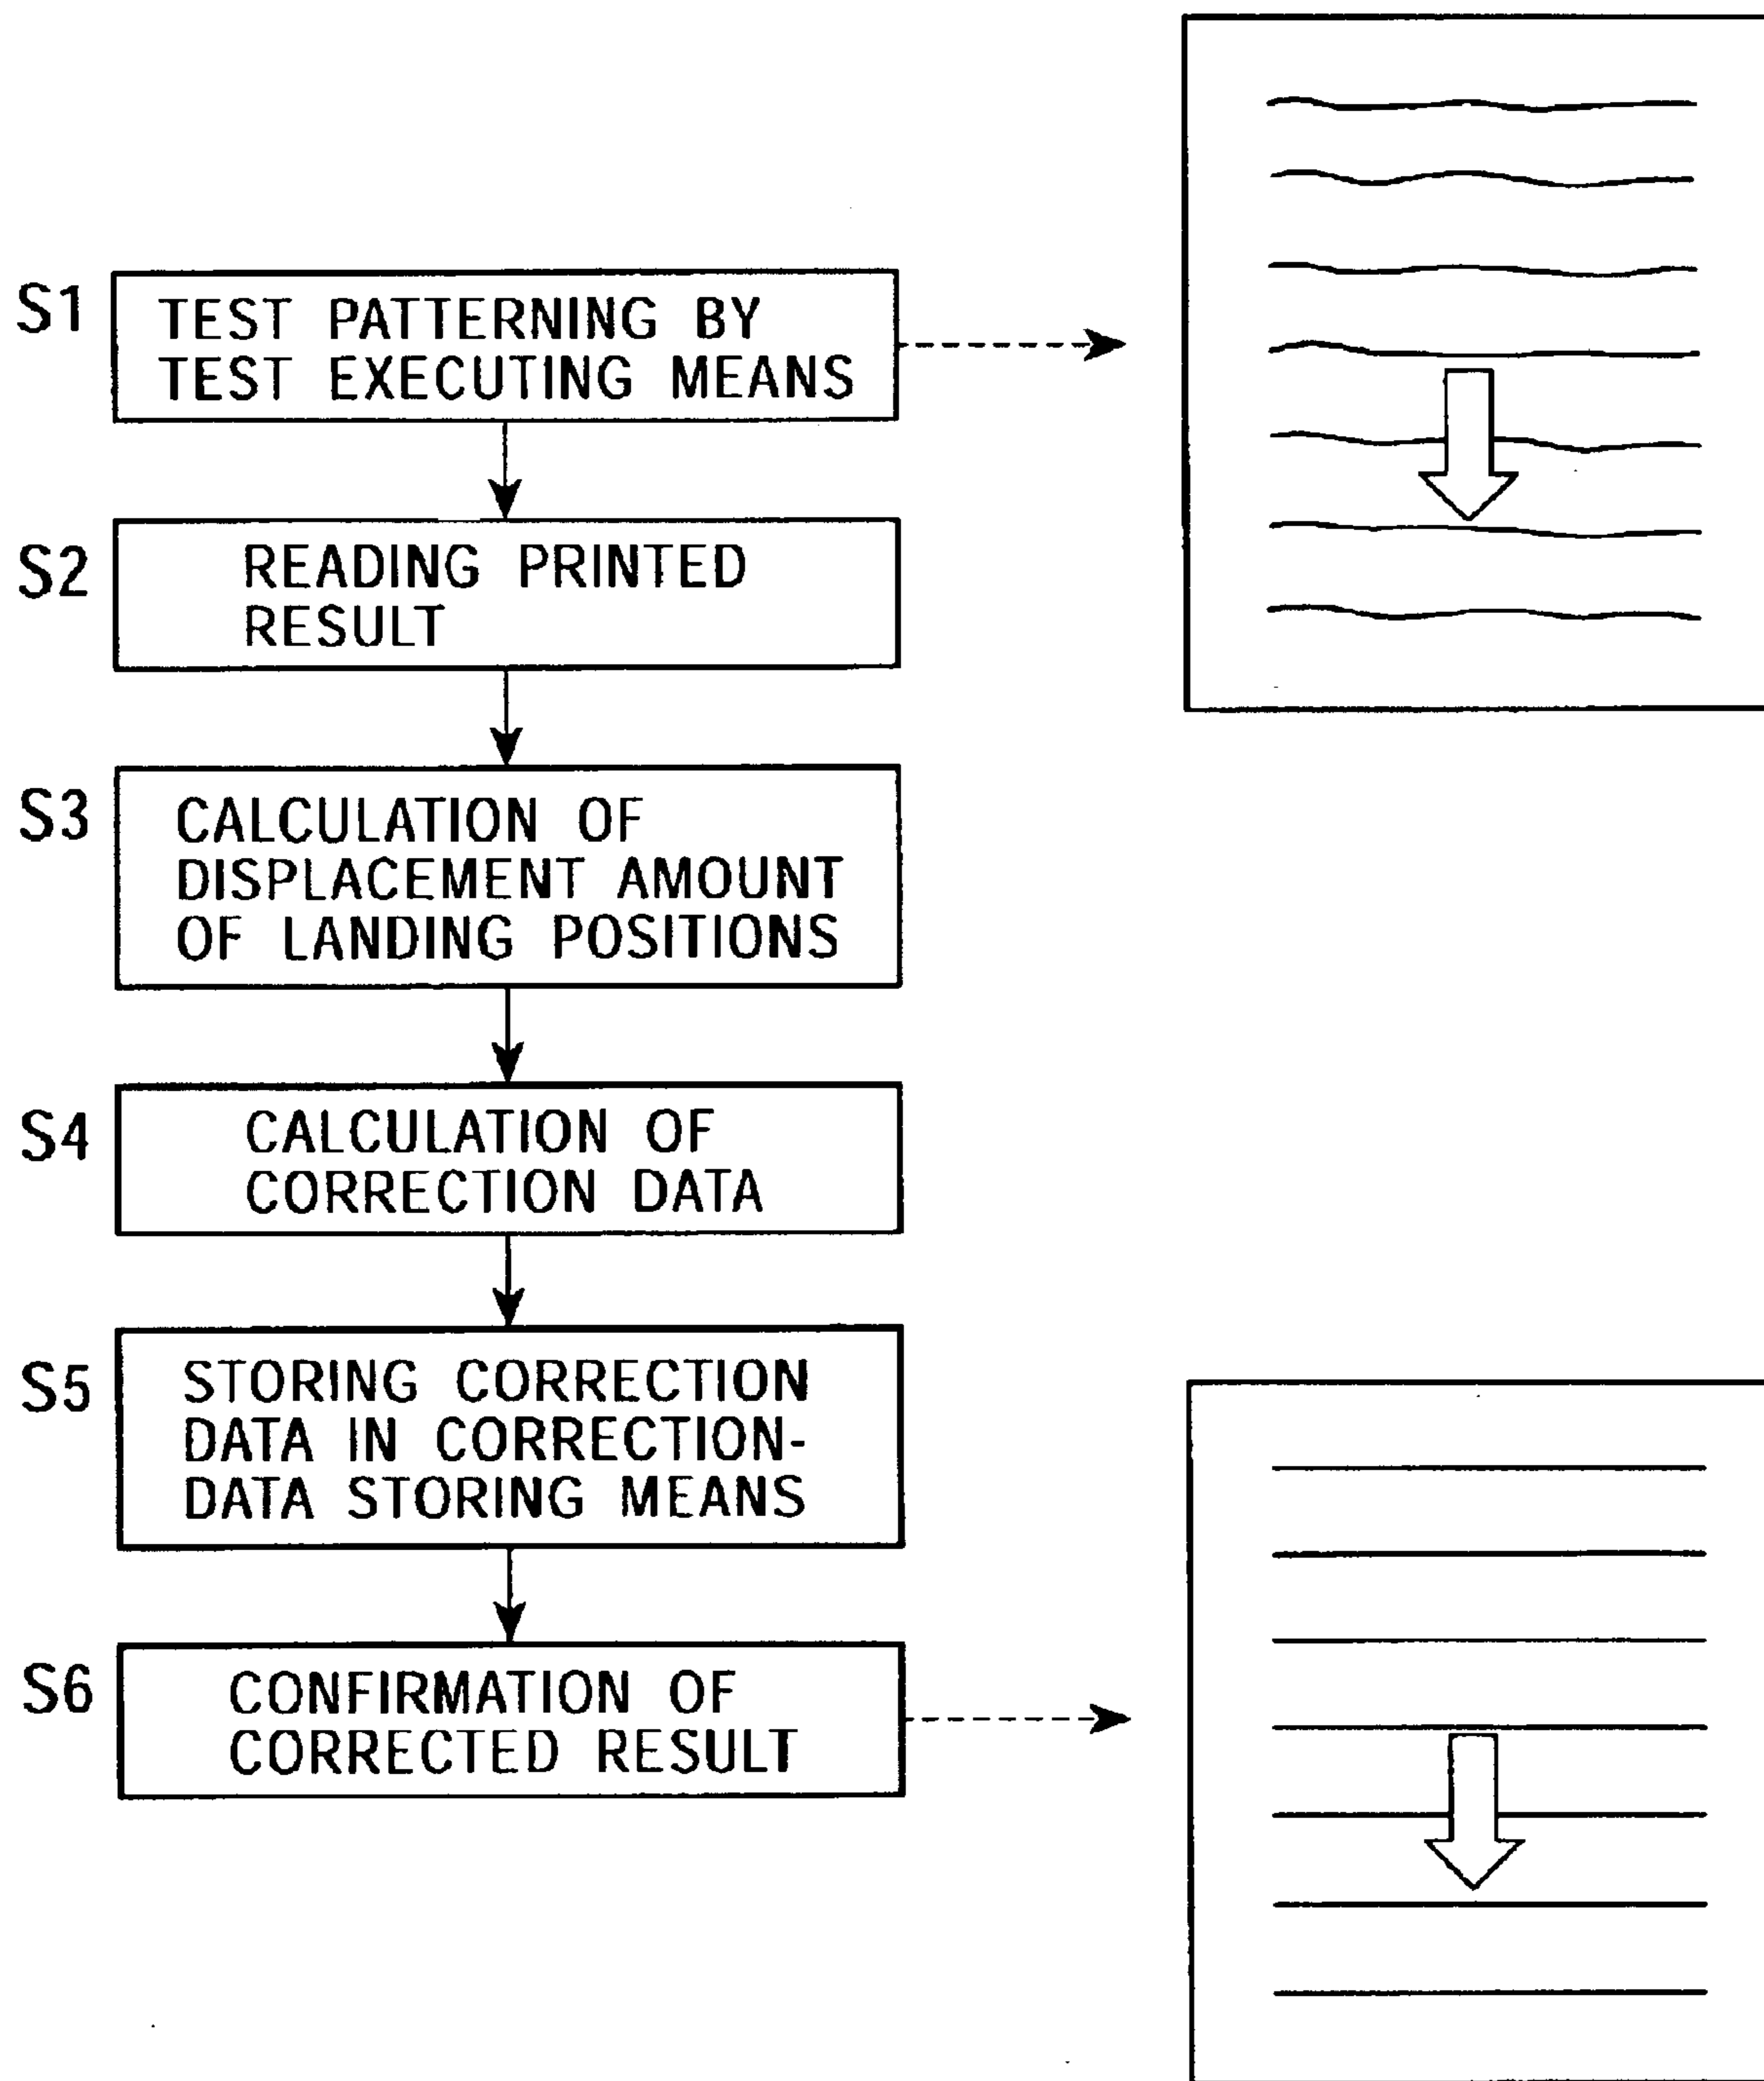 S1
TEST PATTERNING BY
TEST EXECUTING MEANS
S2
READING PRINTED
RESULT
S3
CALCULATION OF
DISPLACEMENT AMOUNT
OF LANDING POSITIONS
S4
CALCULATION OF
CORRECTION DATA
S5
STORING CORRECTION
DATA IN CORRECTION-
DATA STORING MEANS
S6
CONFIRMATION OF
CORRECTED RESULT